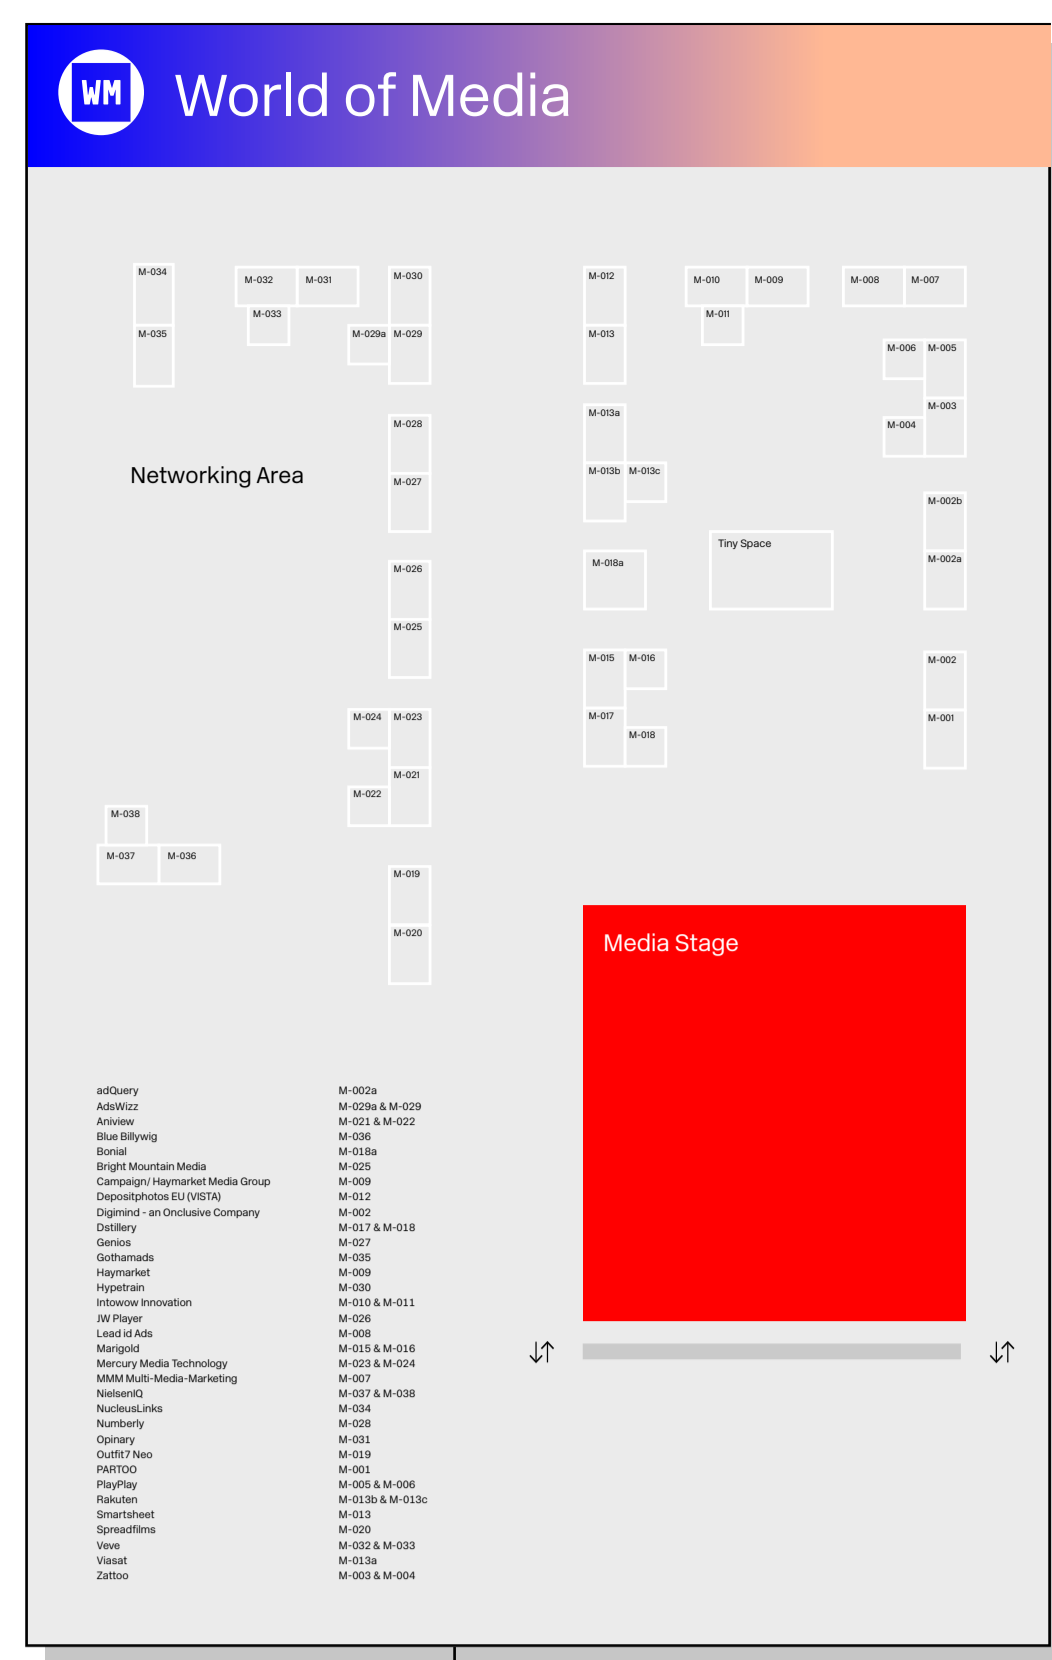 WM
World of Media
M-034
M-032
M-031
M-030
M-012
M-010
M-009
M-008
M-007
M-033
M-011
M-035
M-029a
M-029
M-013
M-006
M-005
M-003
M-013a
M-028
M-004
Networking Area
M-013b
M-013c
M-027
M-002b
Tiny Space
M-018a
M-002a
M-026
M-025
M-015
M-016
M-002
M-024
M-023
M-017
M-001
M-018
M-021
M-022
M-038
M-037
M-036
M-019
M-020
Media Stage
adQuery M-002a
AdsWizz M-029a & M-029
Aniview M-021 & M-022
Blue Billywig M-036
Bonial M-018a
Bright Mountain Media M-025
Campaign/ Haymarket Media Group M-009
Depositphotos EU (VISTA) M-012
Digimind - an Onclusive Company M-002
Dstillery M-017 & M-018
Genios M-027
Gothamads M-035
Haymarket M-009
Hypetrain M-030
Intowow Innovation M-010 & M-011
JW Player M-026
Lead id Ads M-008
Marigold M-015 & M-016
Mercury Media Technology M-023 & M-024
MMM Multi-Media-Marketing M-007
NielsenIQ M-037 & M-038
NucleusLinks M-034
Numberly M-028
Opinary M-031
Outfit7 Neo M-019
PARTOO M-001
PlayPlay M-005 & M-006
Rakuten M-013b & M-013c
Smartsheet M-013
Spreadfilms M-020
Veve M-032 & M-033
Viasat M-013a
Zattoo M-003 & M-004